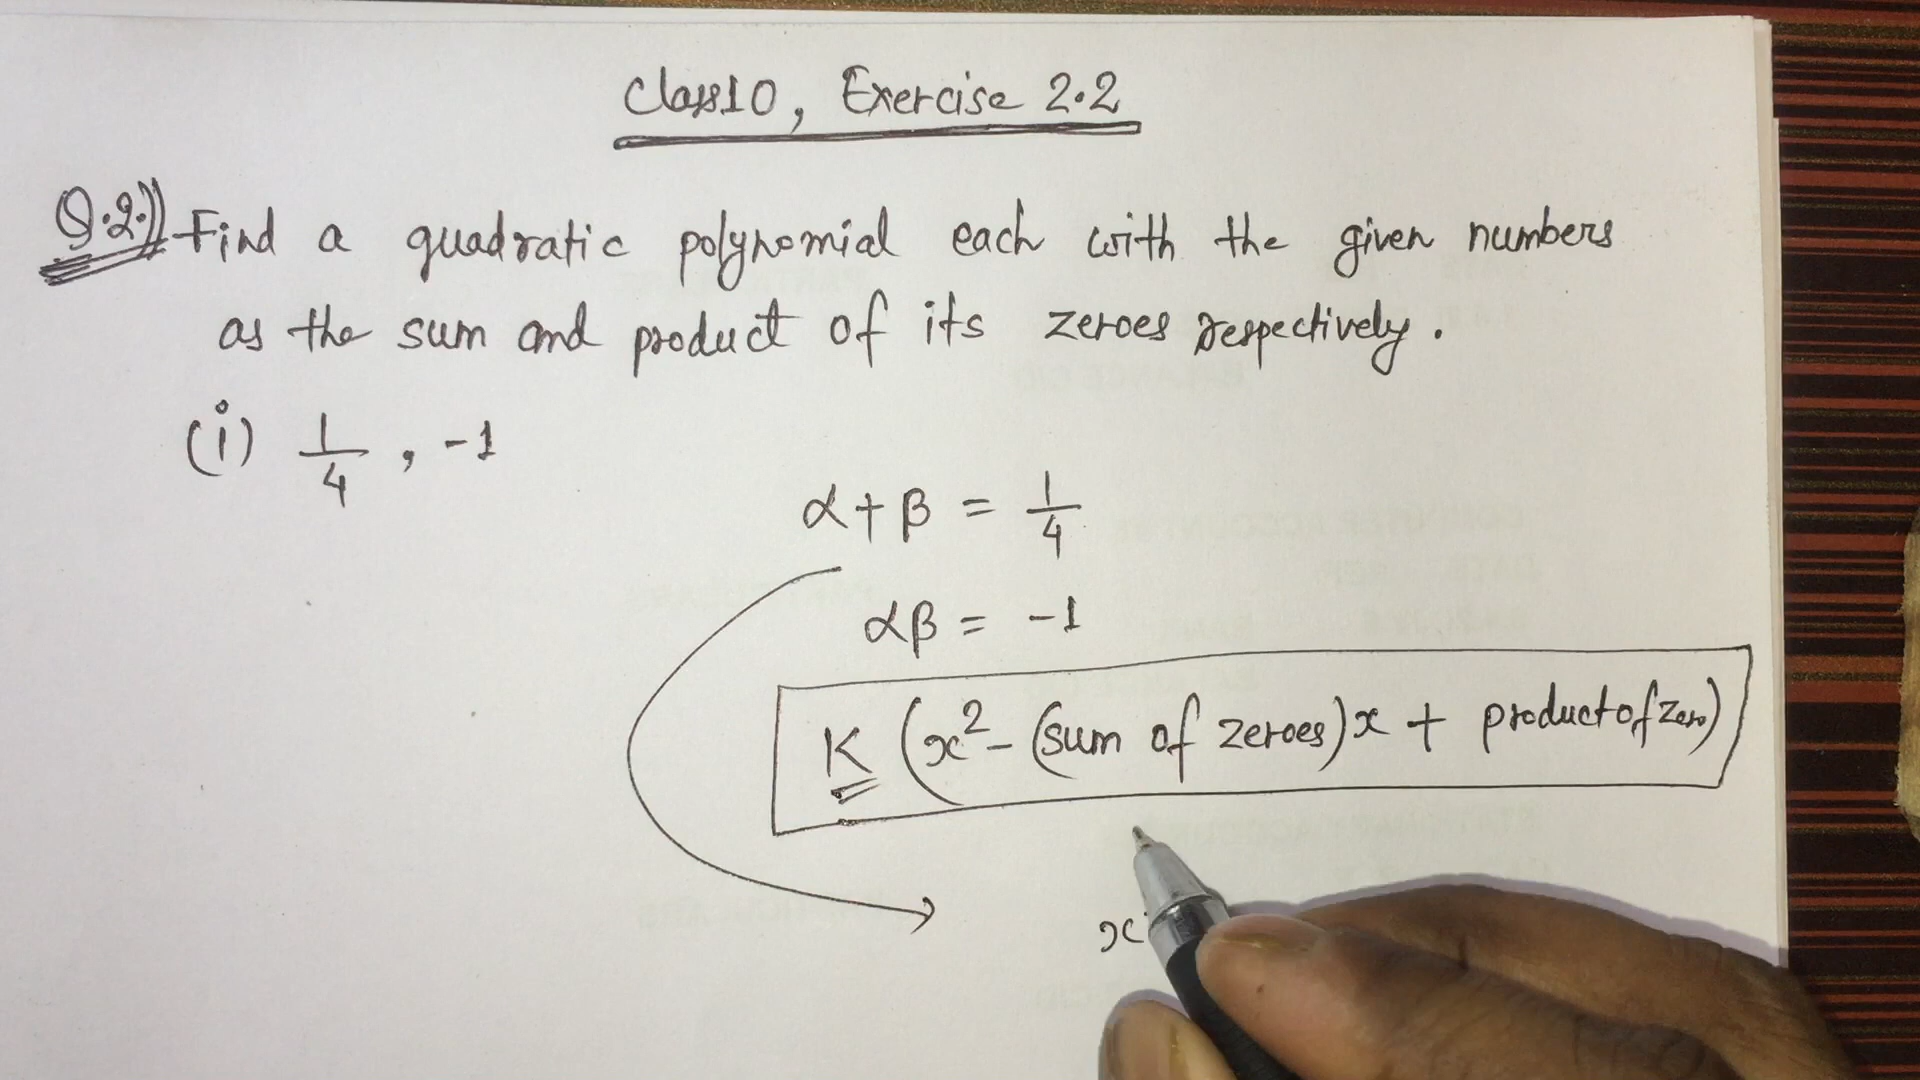 Class10, Exercise 2.2
Q.2.)) Find a quadratic polynomial each with the given numbers
as the sum and product of its zeroes respectively.
(i) 1/4, -1
α+β = 1/4
αβ = -1
K (x² - (sum of zeroes)x + product of zero)
x